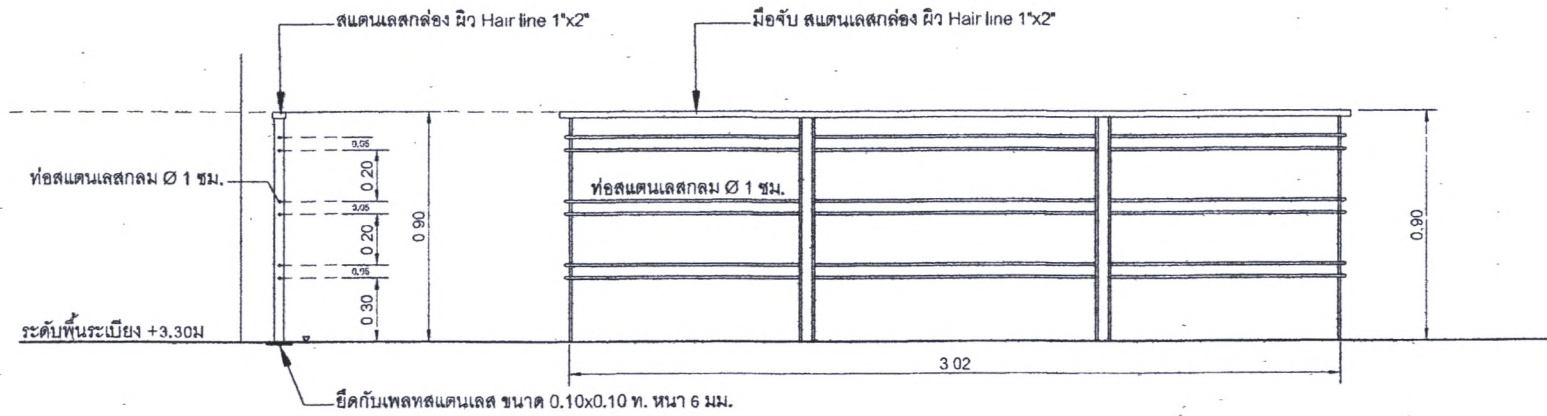 สแตนเลสกล่อง ผิว Hair line 1"x2"
มือจับ สแตนเลสกล่อง ผิว Hair line 1"x2"
0.05
0 20
ท่อสแตนเลสกลม Ø 1 ซม.
ท่อสแตนเลสกลม Ø 1 ซม.
0.05
0 90
0.90
0 20
0.05
0 30
ระดับพื้นระเบียง +3.30ม
3 02
ยึดกับเพลทสแตนเลส ขนาด 0.10x0.10 ท. หนา 6 มม.